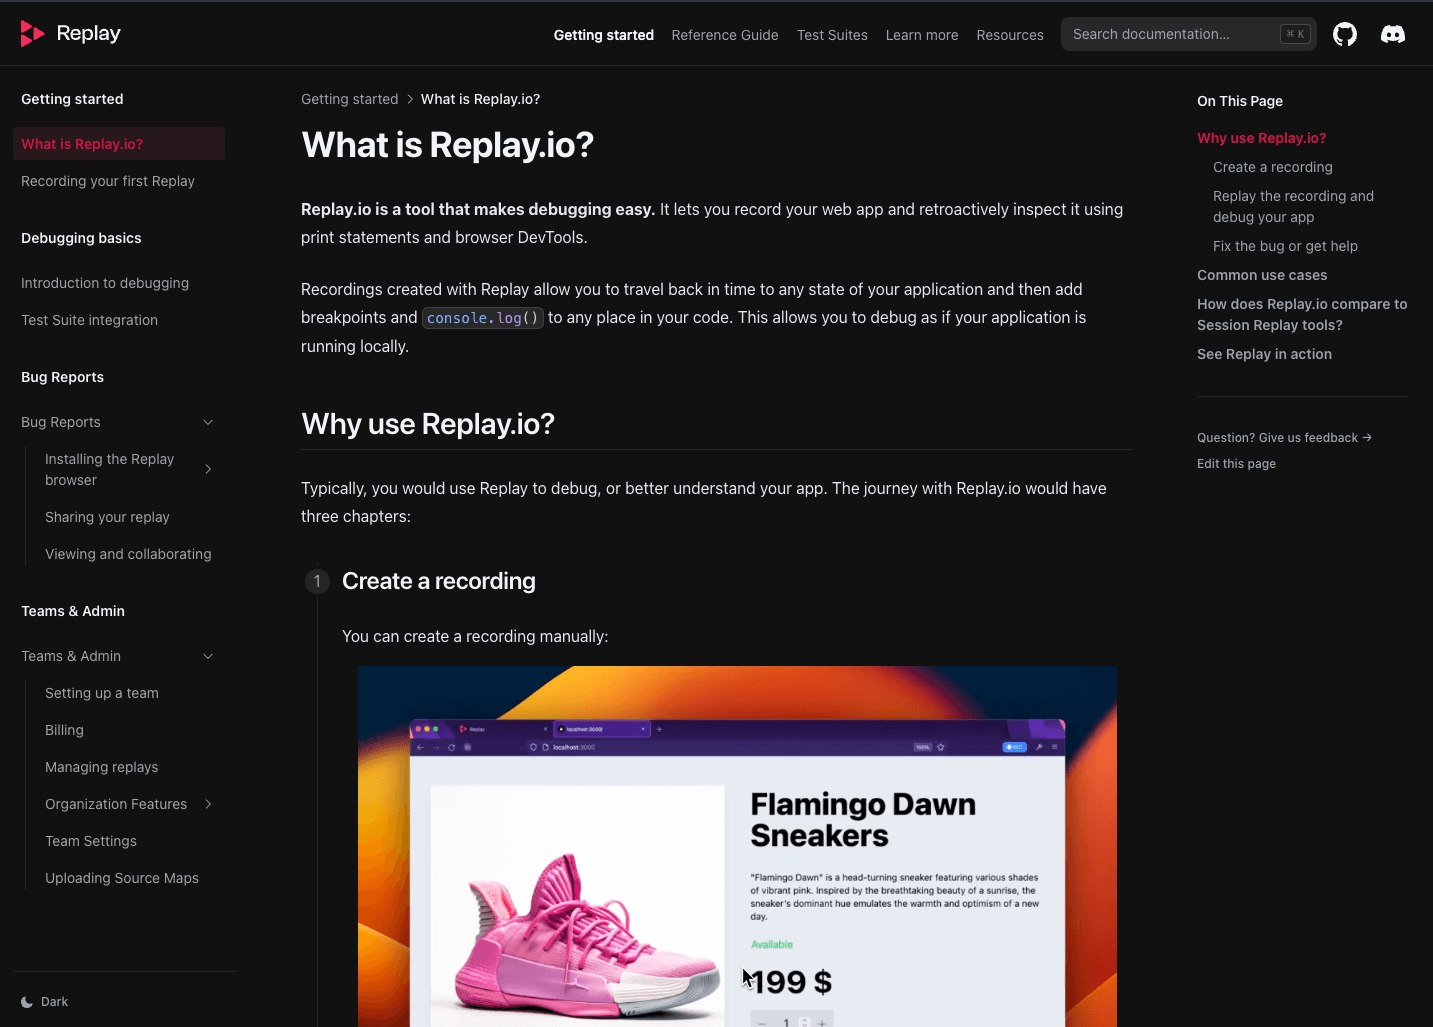 Replay
Getting started
Reference Guide
Test Suites
Learn more
Resources
Search documentation...
⌘ K
Getting started
What is Replay.io?
Recording your first Replay
Debugging basics
Introduction to debugging
Test Suite integration
Bug Reports
Bug Reports
Installing the Replay
browser
Sharing your replay
Viewing and collaborating
Teams & Admin
Teams & Admin
Setting up a team
Billing
Managing replays
Organization Features
Team Settings
Uploading Source Maps
Dark
Getting started > What is Replay.io?
What is Replay.io?
Replay.io is a tool that makes debugging easy. It lets you record your web app and retroactively inspect it using
print statements and browser DevTools.
Recordings created with Replay allow you to travel back in time to any state of your application and then add
breakpoints and console.log() to any place in your code. This allows you to debug as if your application is
running locally.
Why use Replay.io?
Typically, you would use Replay to debug, or better understand your app. The journey with Replay.io would have
three chapters:
1 Create a recording
You can create a recording manually:
Replay
localhost:3000/
localhost:3000
REC
Flamingo Dawn
Sneakers
"Flamingo Dawn" is a head-turning sneaker featuring various shades
of vibrant pink. Inspired by the breathtaking beauty of a sunrise, the
sneaker's dominant hue emulates the warmth and optimism of a new
day.
Available
199 $
1
On This Page
Why use Replay.io?
Create a recording
Replay the recording and
debug your app
Fix the bug or get help
Common use cases
How does Replay.io compare to
Session Replay tools?
See Replay in action
Question? Give us feedback →
Edit this page